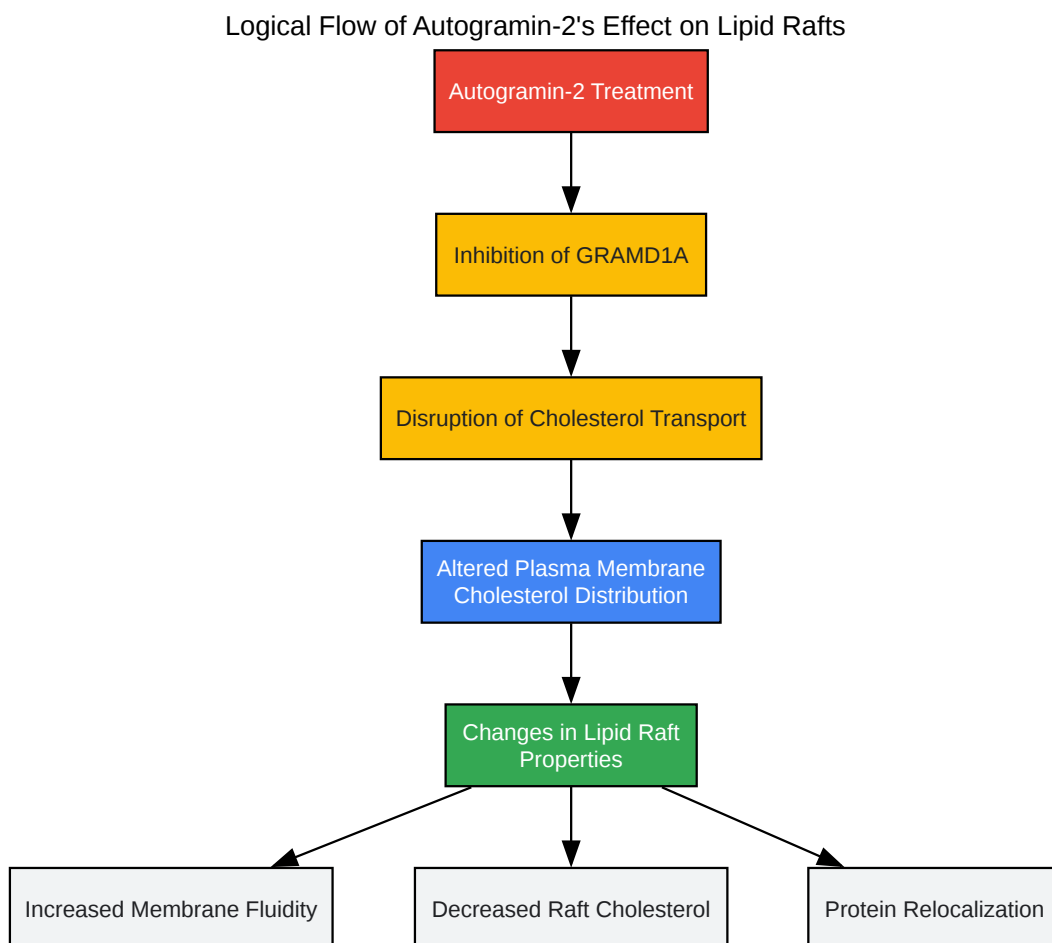 Logical Flow of Autogramin-2's Effect on Lipid Rafts
Autogramin-2 Treatment
Inhibition of GRAMD1A
Disruption of Cholesterol Transport
Altered Plasma Membrane
Cholesterol Distribution
Changes in Lipid Raft
Properties
Increased Membrane Fluidity
Decreased Raft Cholesterol
Protein Relocalization